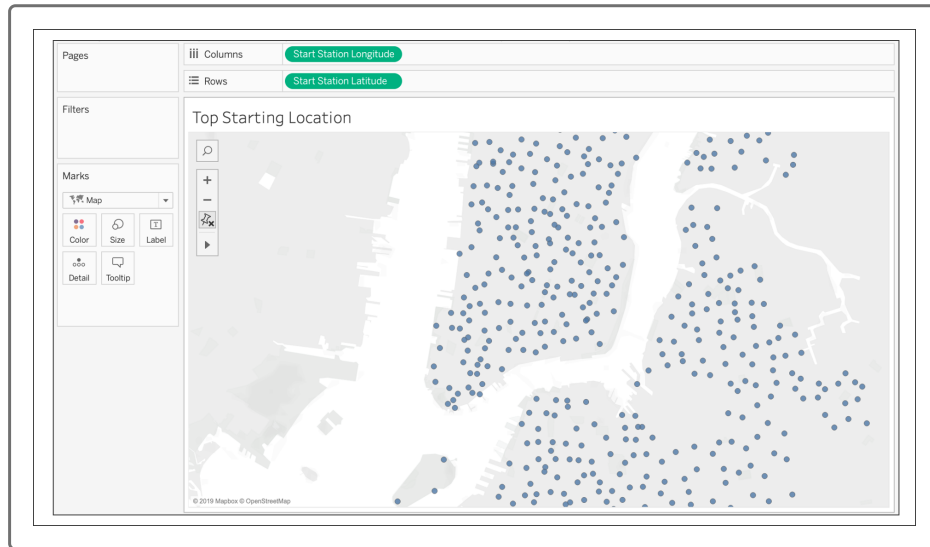 Pages
Columns
Start Station Longitude
Rows
Start Station Latitude
Filters
Top Starting Location
Marks
Map
Color
Size
T
Label
Detail
Tooltip
© 2019 Mapbox © OpenStreetMap